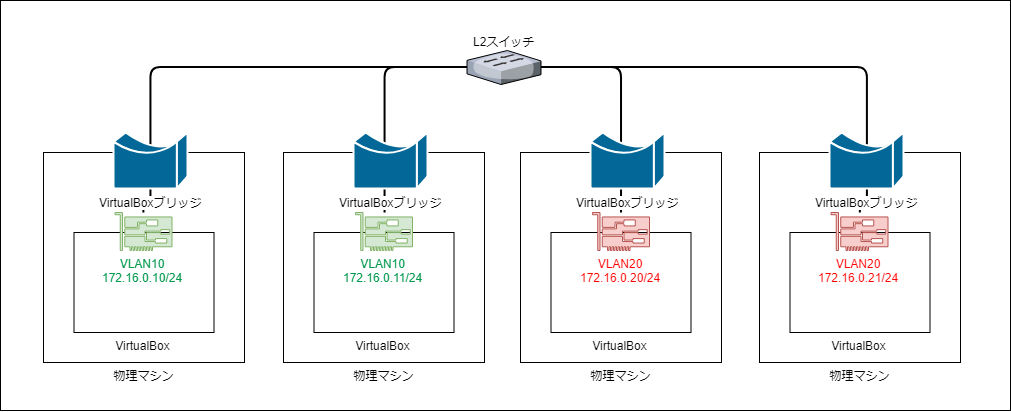 L2スイッチ
VirtualBoxブリッジ
VirtualBoxブリッジ
VirtualBoxブリッジ
VirtualBoxブリッジ
VLAN10
172.16.0.10/24
VLAN10
172.16.0.11/24
VLAN20
172.16.0.20/24
VLAN20
172.16.0.21/24
VirtualBox
VirtualBox
VirtualBox
VirtualBox
物理マシン
物理マシン
物理マシン
物理マシン